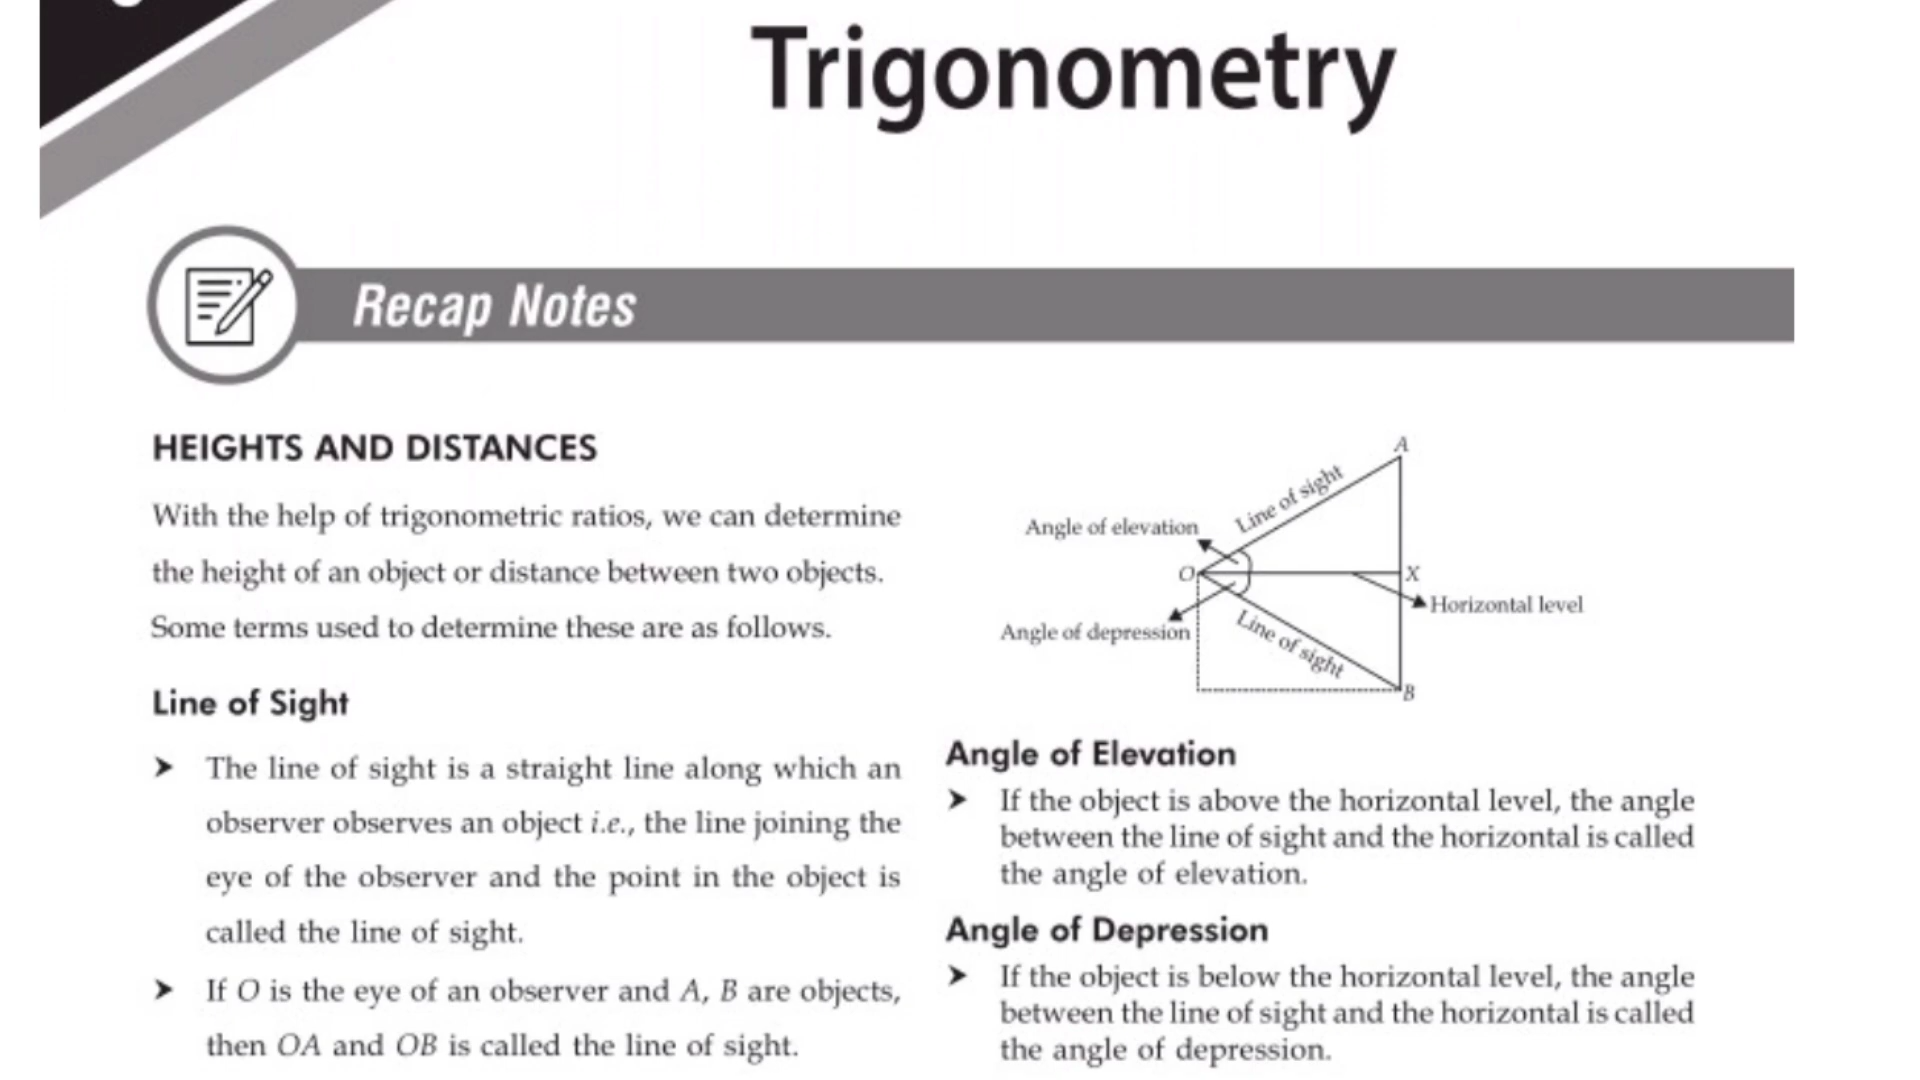 Trigonometry
Recap Notes
HEIGHTS AND DISTANCES
With the help of trigonometric ratios, we can determine
the height of an object or distance between two objects.
Some terms used to determine these are as follows.
Line of Sight
➤ The line of sight is a straight line along which an
observer observes an object i.e., the line joining the
eye of the observer and the point in the object is
called the line of sight.
➤ If O is the eye of an observer and A, B are objects,
then OA and OB is called the line of sight.
A
Line of sight
Angle of elevation
O
X
Horizontal level
Angle of depression
Line of sight
B
Angle of Elevation
➤ If the object is above the horizontal level, the angle
between the line of sight and the horizontal is called
the angle of elevation.
Angle of Depression
➤ If the object is below the horizontal level, the angle
between the line of sight and the horizontal is called
the angle of depression.